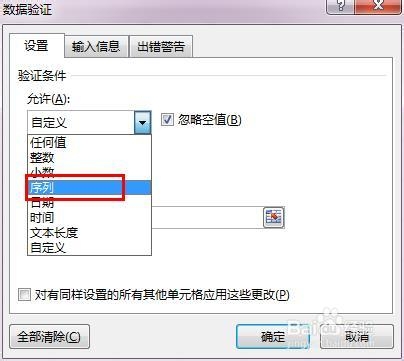 数据验证
设置 输入信息 出错警告
验证条件
允许(A):
自定义
忽略空值(B)
任何值
整数
小数
序列
日期
时间
文本长度
自定义
对有同样设置的所有其他单元格应用这些更改(P)
全部清除(C) 确定 取消
Baidu 经验